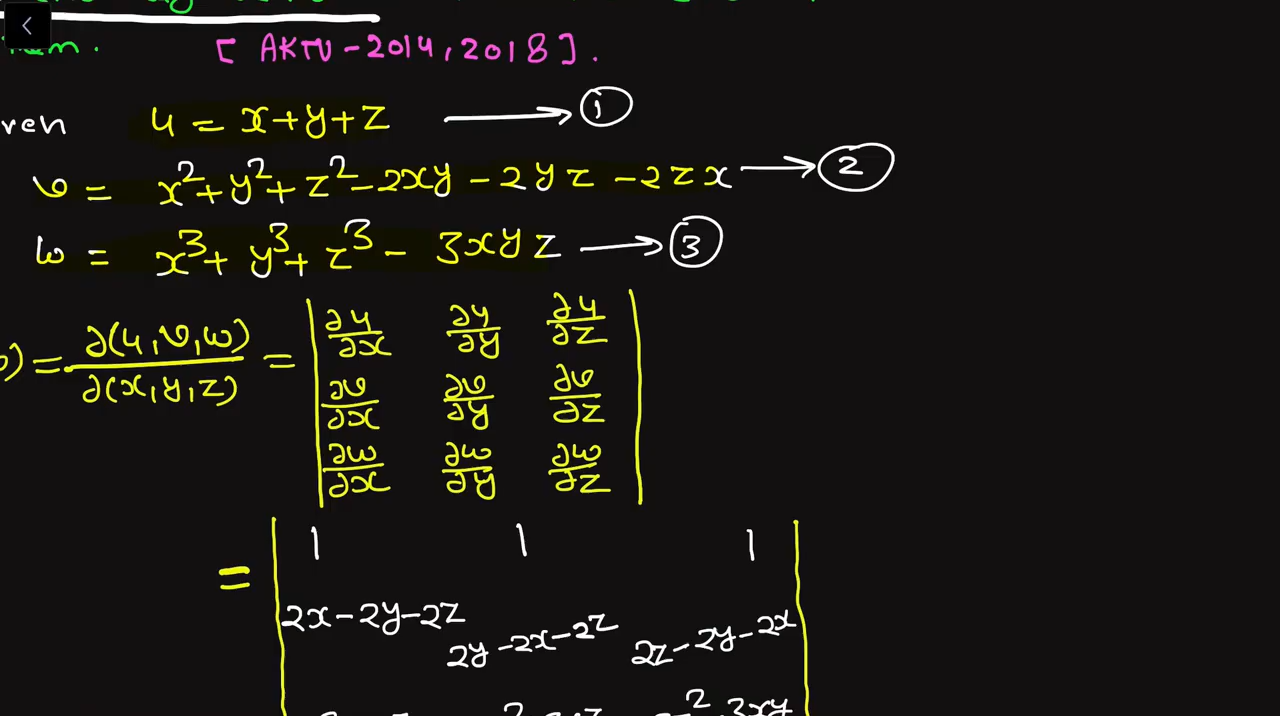 [ AKTU - 2014, 2018 ].
u = x + y + z ⟶ ①
v = x² + y² + z² - 2xy - 2yz - 2zx ⟶ ②
w = x³ + y³ + z³ - 3xyz ⟶ ③
) = ∂(u, v, w) / ∂(x, y, z) = | ∂u/∂x ∂u/∂y ∂u/∂z |
| ∂v/∂x ∂v/∂y ∂v/∂z |
| ∂w/∂x ∂w/∂y ∂w/∂z |
= | 1 1 1 |
| 2x - 2y - 2z 2y - 2x - 2z 2z - 2y - 2x |